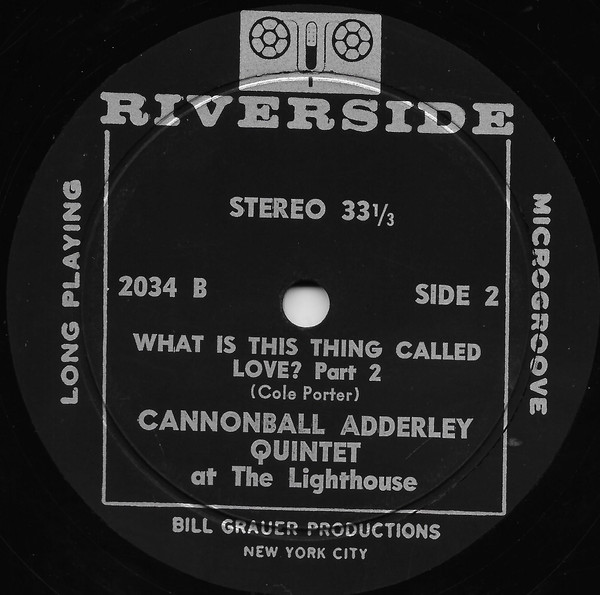 RIVERSIDE
STEREO 33⅓
2034 B
SIDE 2
WHAT IS THIS THING CALLED
LOVE? Part 2
(Cole Porter)
CANNONBALL ADDERLEY
QUINTET
at The Lighthouse
LONG PLAYING
MICROGROOVE
BILL GRAUER PRODUCTIONS
NEW YORK CITY